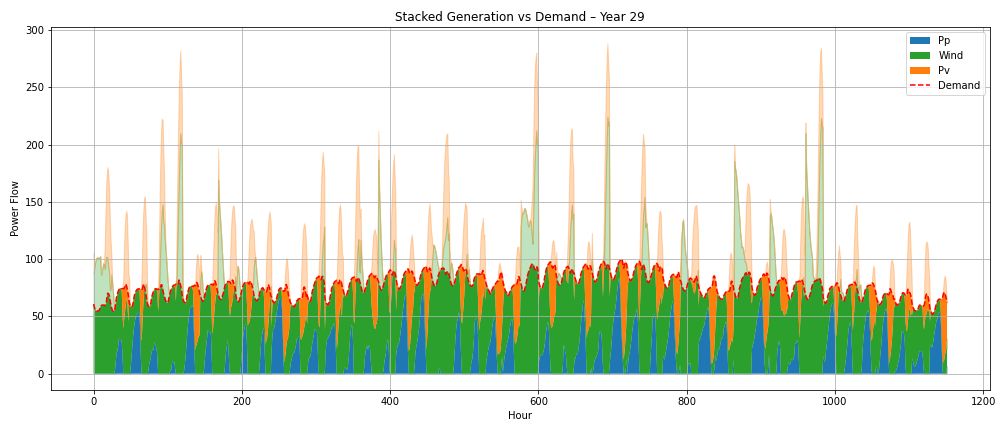 Stacked Generation vs Demand – Year 29
Power Flow
300
250
200
150
100
50
0
0 200 400 600 800 1000 1200
Hour
Pp
Wind
Pv
Demand